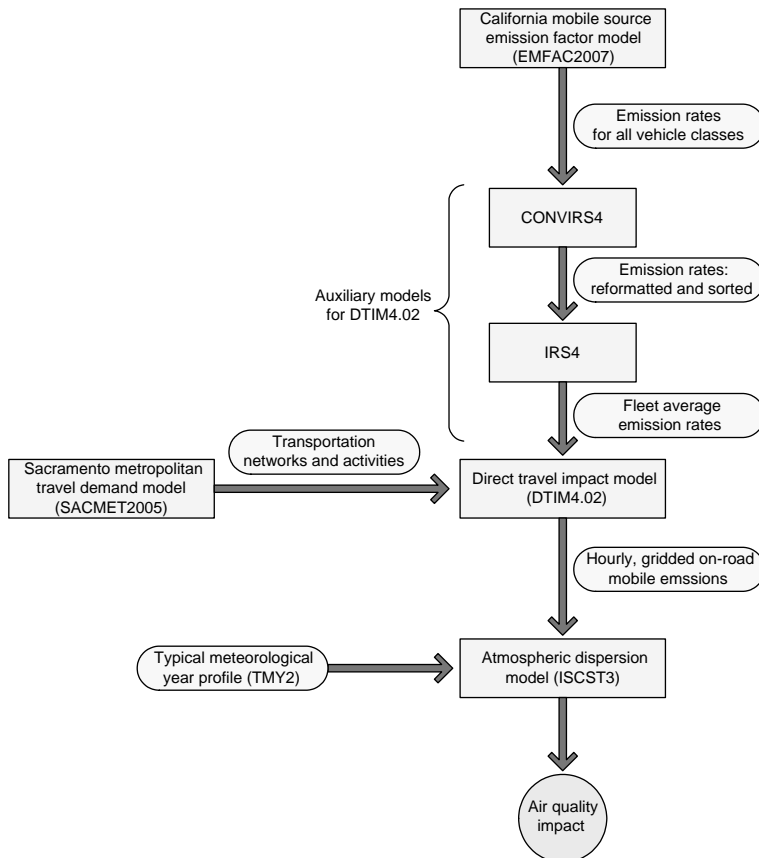 California mobile source
emission factor model
(EMFAC2007)
Emission rates
for all vehicle classes
CONVIRS4
Emission rates:
reformatted and sorted
Auxiliary models
for DTIM4.02
IRS4
Fleet average
emission rates
Transportation
networks and activities
Sacramento metropolitan
travel demand model
(SACMET2005)
Direct travel impact model
(DTIM4.02)
Hourly, gridded on-road
mobile emssions
Typical meteorological
year profile (TMY2)
Atmospheric dispersion
model (ISCST3)
Air quality
impact